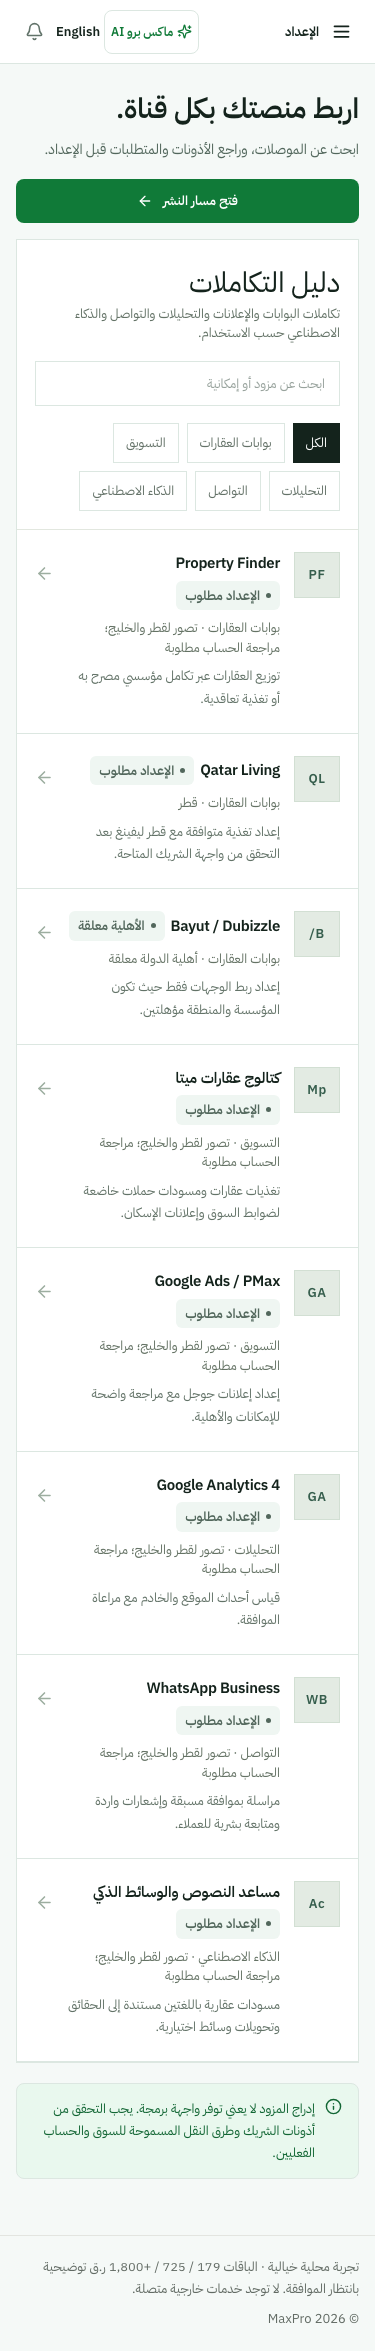 الإعداد
ماكس برو AI
English
اربط منصتك بكل قناة.
ابحث عن الموصلات، وراجع الأذونات والمتطلبات قبل الإعداد.
فتح مسار النشر
دليل التكاملات
تكاملات البوابات والإعلانات والتحليلات والتواصل والذكاء
الاصطناعي حسب الاستخدام.
ابحث عن مزود أو إمكانية
الكل
بوابات العقارات
التسويق
التحليلات
التواصل
الذكاء الاصطناعي
PF
Property Finder
الإعداد مطلوب
بوابات العقارات · تصور لقطر والخليج؛
مراجعة الحساب مطلوبة
توزيع العقارات عبر تكامل مؤسسي مصرح به
أو تغذية تعاقدية.
QL
Qatar Living
الإعداد مطلوب
بوابات العقارات · قطر
إعداد تغذية متوافقة مع قطر ليفينغ بعد
التحقق من واجهة الشريك المتاحة.
/B
Bayut / Dubizzle
الأهلية معلقة
بوابات العقارات · أهلية الدولة معلقة
إعداد ربط الوجهات فقط حيث تكون
المؤسسة والمنطقة مؤهلتين.
Mp
كتالوج عقارات ميتا
الإعداد مطلوب
التسويق · تصور لقطر والخليج؛ مراجعة
الحساب مطلوبة
تغذيات عقارات ومسودات حملات خاضعة
لضوابط السوق وإعلانات الإسكان.
GA
Google Ads / PMax
الإعداد مطلوب
التسويق · تصور لقطر والخليج؛ مراجعة
الحساب مطلوبة
إعداد إعلانات جوجل مع مراجعة واضحة
للإمكانات والأهلية.
GA
Google Analytics 4
الإعداد مطلوب
التحليلات · تصور لقطر والخليج؛ مراجعة
الحساب مطلوبة
قياس أحداث الموقع والخادم مع مراعاة
الموافقة.
WB
WhatsApp Business
الإعداد مطلوب
التواصل · تصور لقطر والخليج؛ مراجعة
الحساب مطلوبة
مراسلة بموافقة مسبقة وإشعارات واردة
ومتابعة بشرية للعملاء.
Ac
مساعد النصوص والوسائط الذكي
الإعداد مطلوب
الذكاء الاصطناعي · تصور لقطر والخليج؛
مراجعة الحساب مطلوبة
مسودات عقارية باللغتين مستندة إلى الحقائق
وتحويلات وسائط اختيارية.
إدراج المزود لا يعني توفر واجهة برمجة. يجب التحقق من
أذونات الشريك وطرق النقل المسموحة للسوق والحساب
الفعليين.
تجربة محلية خيالية · الباقات 179 / 725 / +1,800 ر.ق توضيحية
بانتظار الموافقة. لا توجد خدمات خارجية متصلة.
© 2026 MaxPro